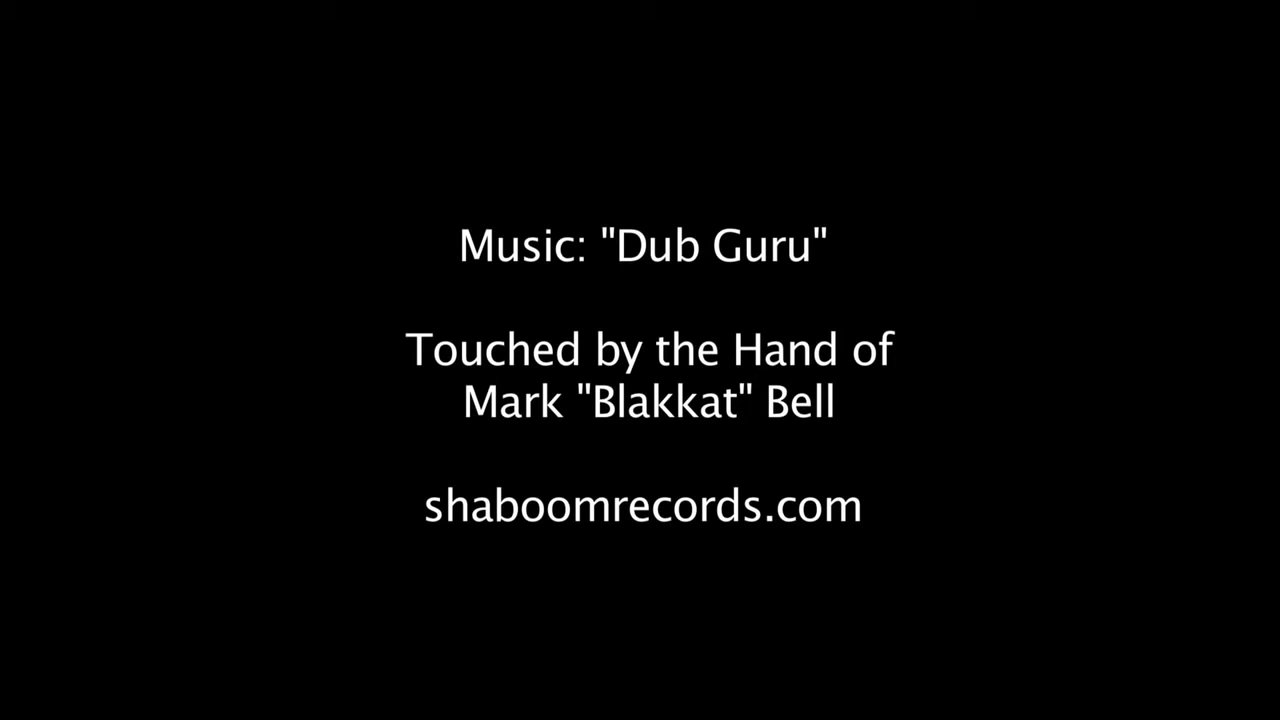 Music: "Dub Guru"
Touched by the Hand of
Mark "Blakkat" Bell
shaboomrecords.com